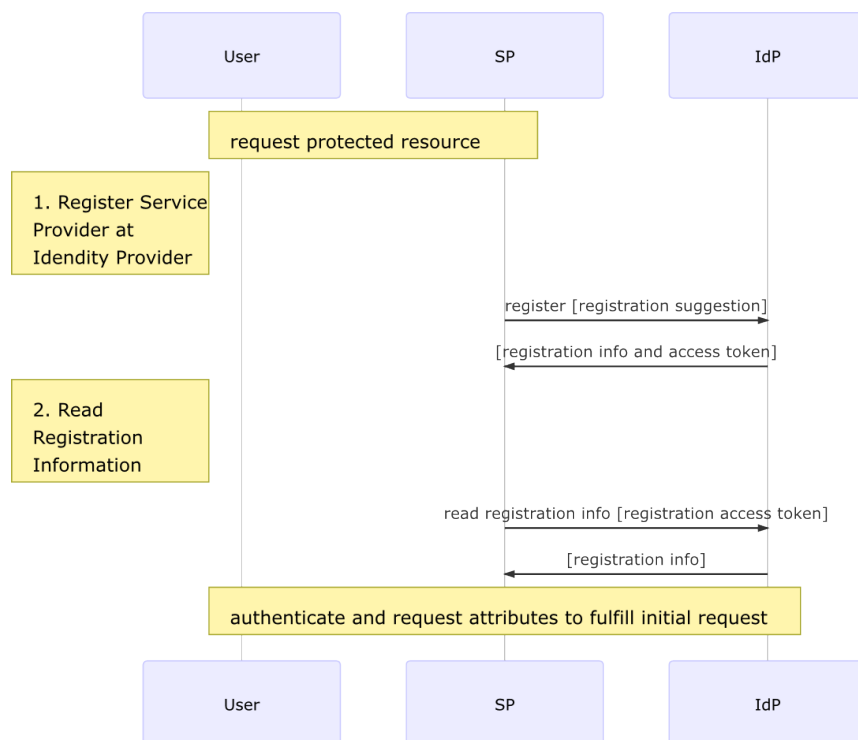 User SP IdP
request protected resource
1. Register Service
Provider at
Idendity Provider
register [registration suggestion]
[registration info and access token]
2. Read
Registration
Information
read registration info [registration access token]
[registration info]
authenticate and request attributes to fulfill initial request
User SP IdP